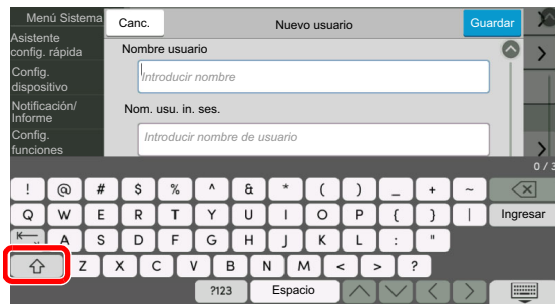 Menú Sistema
Canc.
Nuevo usuario
Guardar
Asistente
config. rápida
Config.
dispositivo
Notificación/
Informe
Config.
funciones
Nombre usuario
Introducir nombre
Nom. usu. in. ses.
Introducir nombre de usuario
0 / 3
! @ # $ % ^ & * ( ) _ + ~
Q W E R T Y U I O P { } | Ingresar
A S D F G H J K L : "
Z X C V B N M < > ?
?123 Espacio